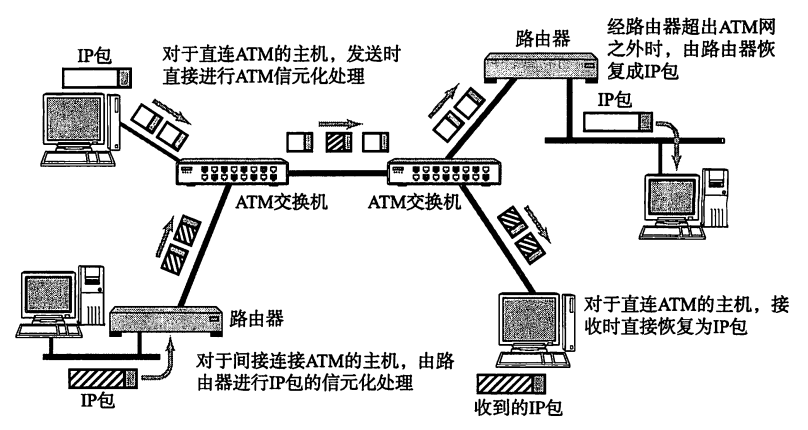 IP包
对于直连ATM的主机，发送时
直接进行ATM信元化处理
路由器
经路由器超出ATM网
之外时，由路由器恢
复成IP包
IP包
ATM交换机
ATM交换机
路由器
对于间接连接ATM的主机，由路
由器进行IP包的信元化处理
IP包
对于直连ATM的主机，接
收时直接恢复为IP包
收到的IP包